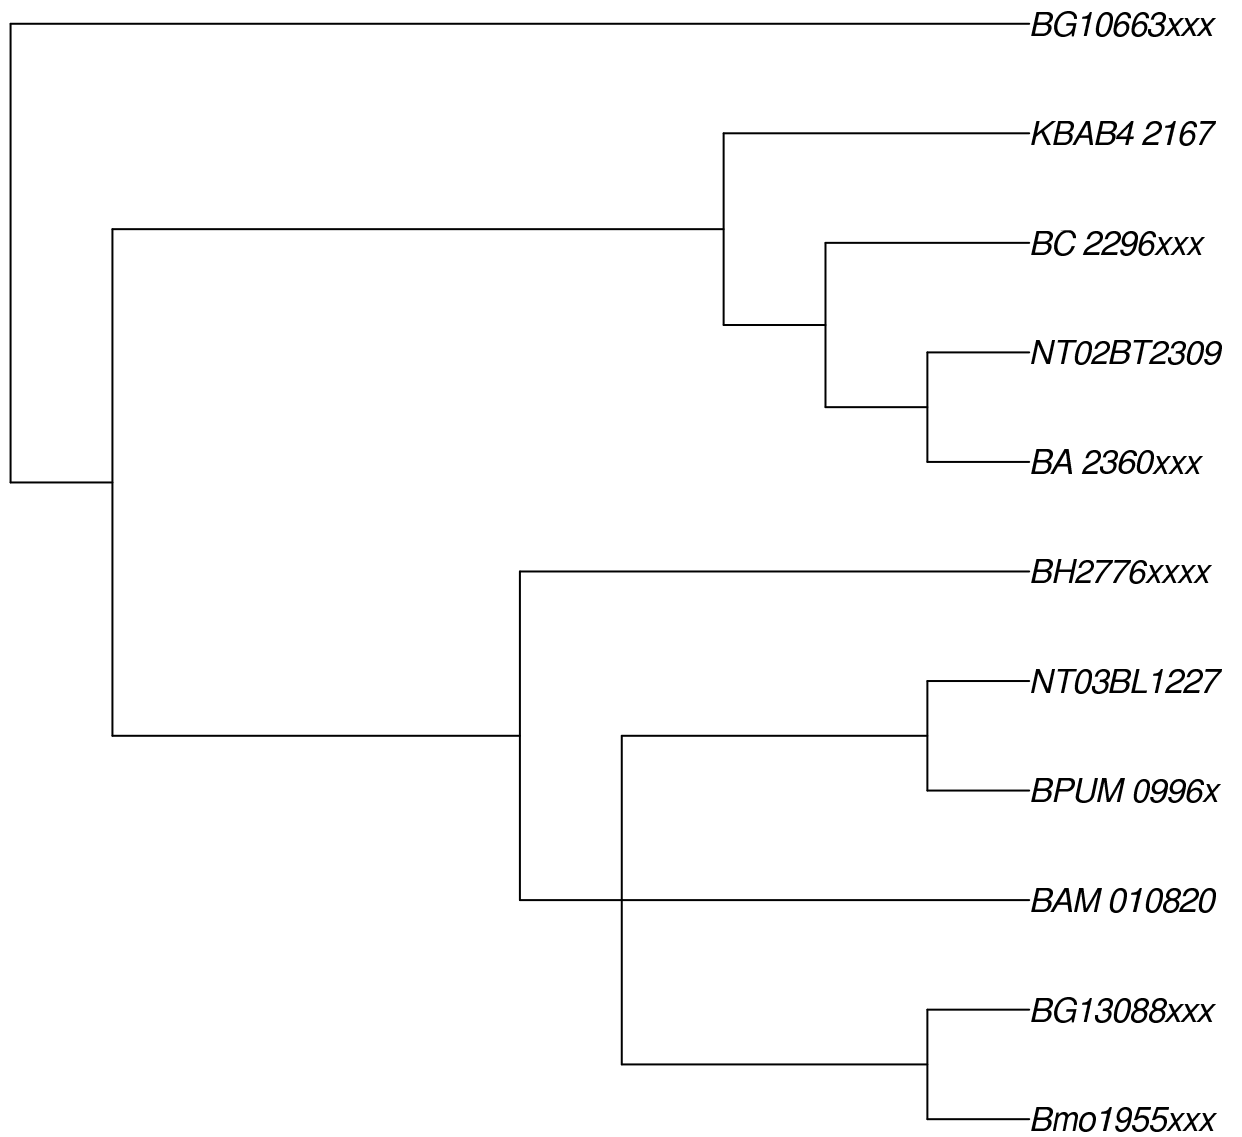 BG10663xxx
KBAB4 2167
BC 2296xxx
NT02BT2309
BA 2360xxx
BH2776xxxx
NT03BL1227
BPUM 0996x
BAM 010820
BG13088xxx
Bmo1955xxx